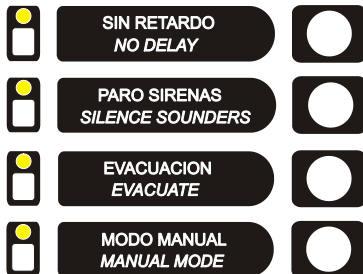 SIN RETARDO
NO DELAY
PARO SIRENAS
SILENCE SOUNDERS
EVACUACION
EVACUATE
MODO MANUAL
MANUAL MODE